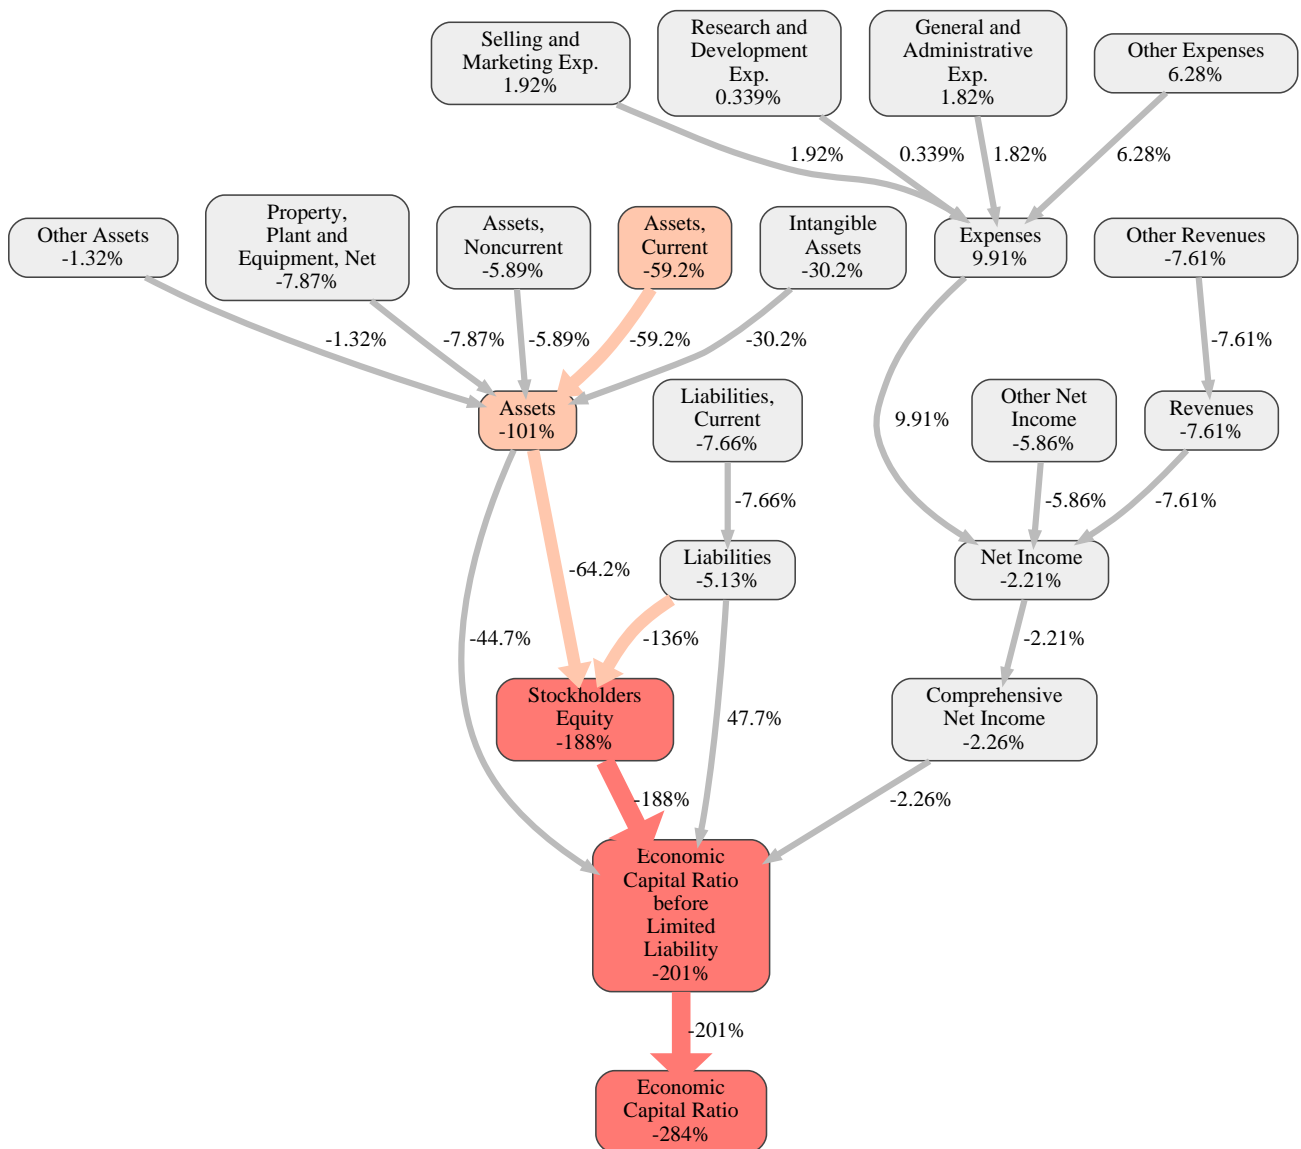 Selling and
Marketing Exp.
1.92%
Research and
Development
Exp.
0.339%
General and
Administrative
Exp.
1.82%
Other Expenses
6.28%
1.92%
0.339%
1.82%
6.28%
Other Assets
-1.32%
Property,
Plant and
Equipment, Net
-7.87%
Assets,
Noncurrent
-5.89%
Assets,
Current
-59.2%
Intangible
Assets
-30.2%
Expenses
9.91%
Other Revenues
-7.61%
-1.32%
-7.87%
-5.89%
-59.2%
-30.2%
-7.61%
Assets
-101%
Liabilities,
Current
-7.66%
9.91%
Other Net
Income
-5.86%
Revenues
-7.61%
-7.66%
-5.86%
-7.61%
-64.2%
Liabilities
-5.13%
Net Income
-2.21%
-44.7%
-136%
-2.21%
Stockholders
Equity
-188%
47.7%
Comprehensive
Net Income
-2.26%
-188%
-2.26%
Economic
Capital Ratio
before
Limited
Liability
-201%
-201%
Economic
Capital Ratio
-284%